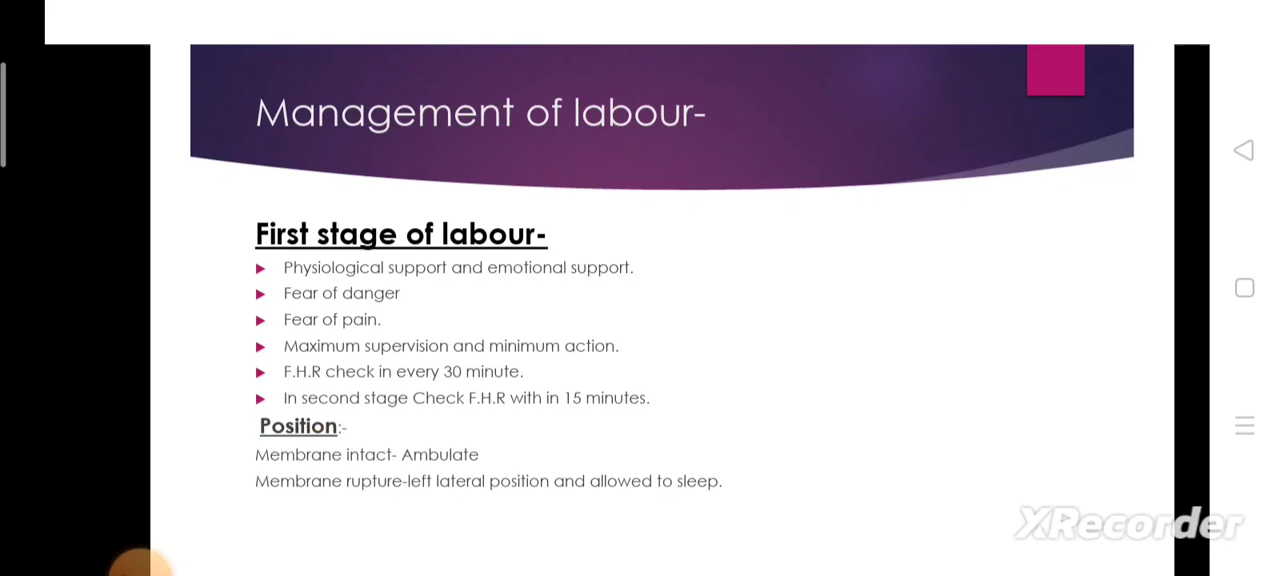 Management of labour-
First stage of labour-
Physiological support and emotional support.
Fear of danger
Fear of pain.
Maximum supervision and minimum action.
F.H.R check in every 30 minute.
In second stage Check F.H.R with in 15 minutes.
Position:-
Membrane intact- Ambulate
Membrane rupture-left lateral position and allowed to sleep.
XRecorder